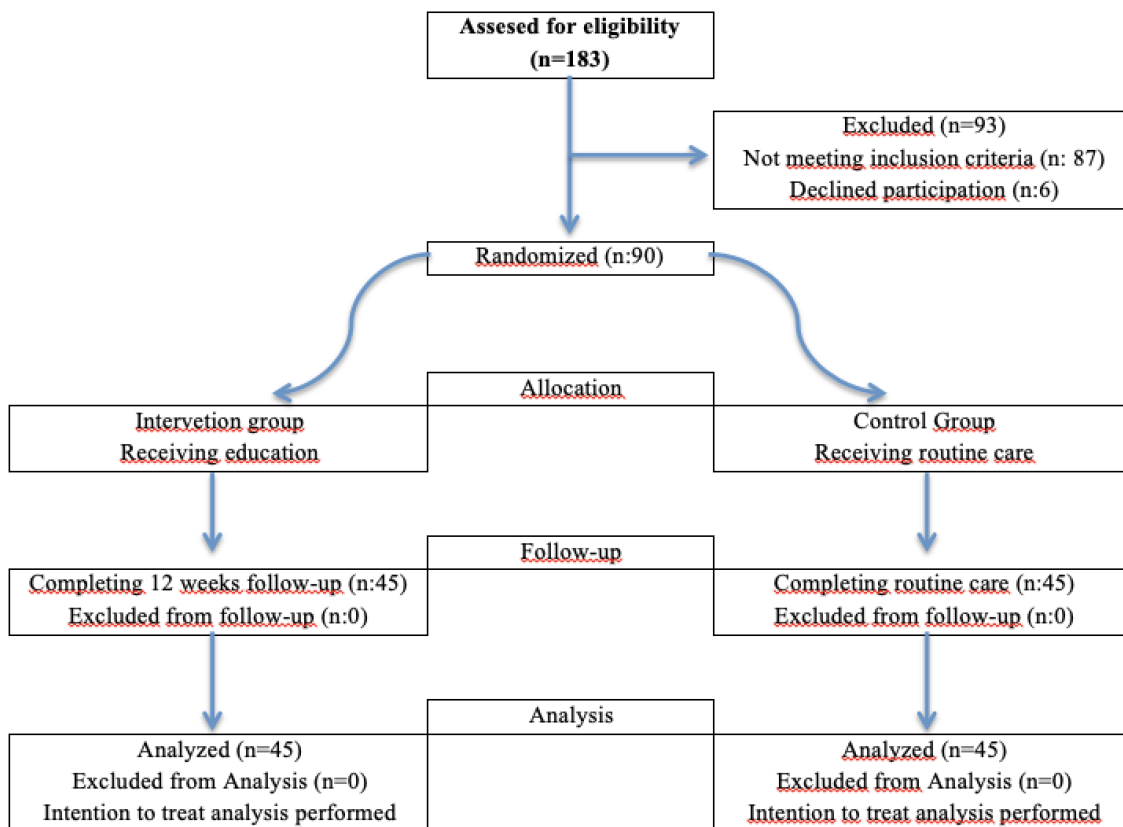 Assesed for eligibility
(n=183)
Excluded (n=93)
Not meeting inclusion criteria (n: 87)
Declined participation (n:6)
Randomized (n:90)
Allocation
Intervetion group
Receiving education
Control Group
Receiving routine care
Follow-up
Completing 12 weeks follow-up (n:45)
Excluded from follow-up (n:0)
Completing routine care (n:45)
Excluded from follow-up (n:0)
Analysis
Analyzed (n=45)
Excluded from Analysis (n=0)
Intention to treat analysis performed
Analyzed (n=45)
Excluded from Analysis (n=0)
Intention to treat analysis performed